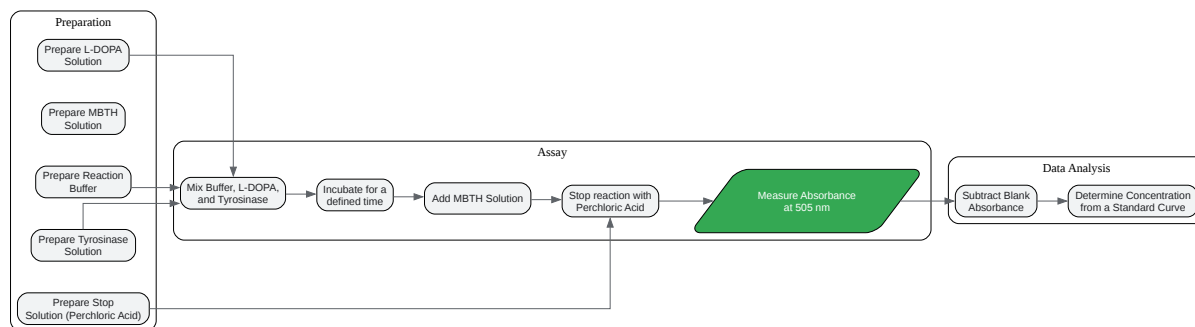 Preparation
Prepare L-DOPA
Solution
Prepare MBTH
Solution
Prepare Reaction
Buffer
Prepare Tyrosinase
Solution
Prepare Stop
Solution (Perchloric Acid)
Assay
Mix Buffer, L-DOPA,
and Tyrosinase
Incubate for a
defined time
Add MBTH Solution
Stop reaction with
Perchloric Acid
Measure Absorbance
at 505 nm
Data Analysis
Subtract Blank
Absorbance
Determine Concentration
from a Standard Curve